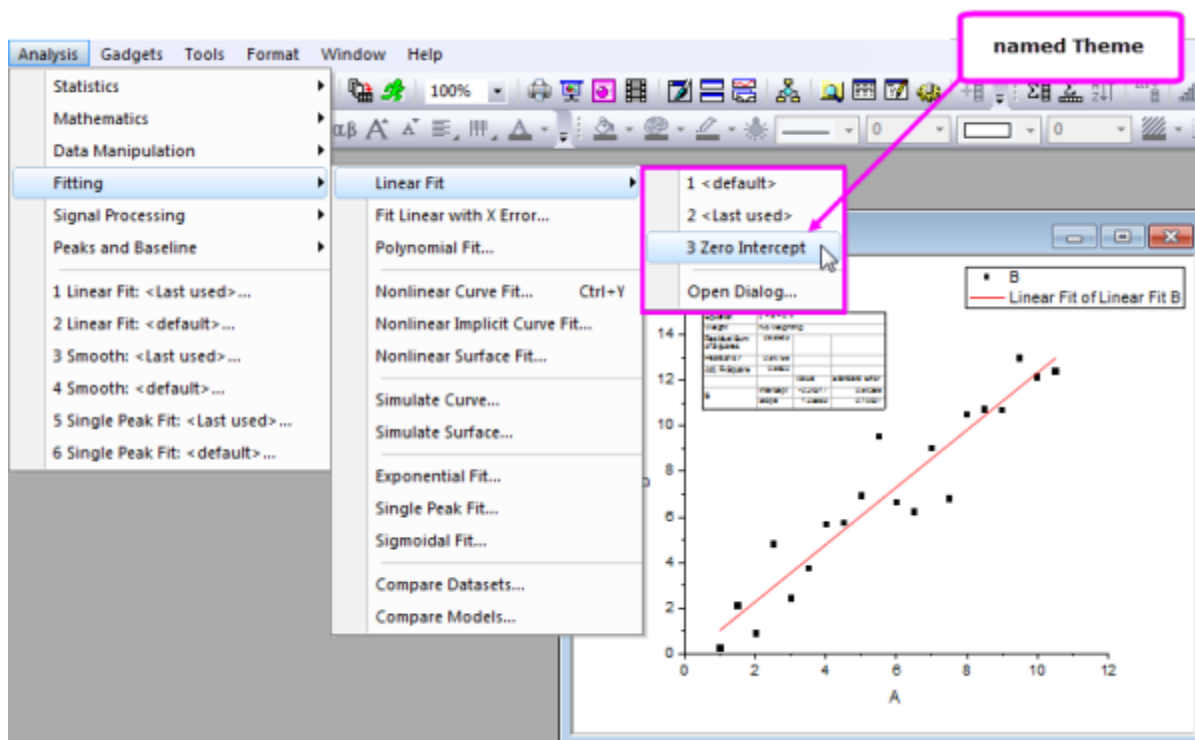 named Theme
Analysis Gadgets Tools Format Window Help
Statistics
Mathematics
Data Manipulation
Fitting
Signal Processing
Peaks and Baseline
1 Linear Fit: <Last used>...
2 Linear Fit: <default>...
3 Smooth: <Last used>...
4 Smooth: <default>...
5 Single Peak Fit: <Last used>...
6 Single Peak Fit: <default>...
100%
αβ A A
0 0
Linear Fit
Fit Linear with X Error...
Polynomial Fit...
Nonlinear Curve Fit... Ctrl+Y
Nonlinear Implicit Curve Fit...
Nonlinear Surface Fit...
Simulate Curve...
Simulate Surface...
Exponential Fit...
Single Peak Fit...
Sigmoidal Fit...
Compare Datasets...
Compare Models...
1 <default>
2 <Last used>
3 Zero Intercept
Open Dialog...
B
Linear Fit of Linear Fit B
14
12
10
8
6
4
2
0
0 2 4 6 8 10 12
A